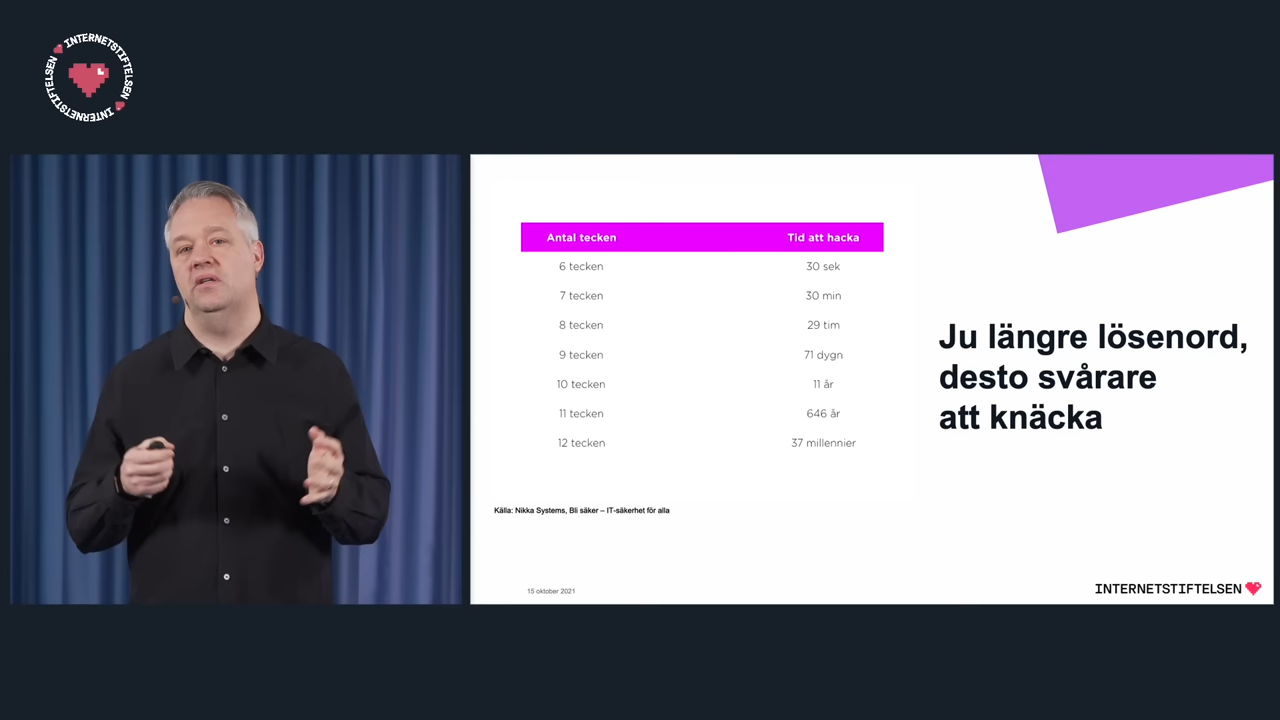 INTERNETSTIFTELSEN
INTERNETSTIFTELSEN
Antal tecken Tid att hacka
6 tecken 30 sek
7 tecken 30 min
8 tecken 29 tim
9 tecken 71 dygn
10 tecken 11 år
11 tecken 646 år
12 tecken 37 millennier
Ju längre lösenord,
desto svårare
att knäcka
Källa: Nikka Systems, Bli säker – IT-säkerhet för alla
15 oktober 2021
INTERNETSTIFTELSEN